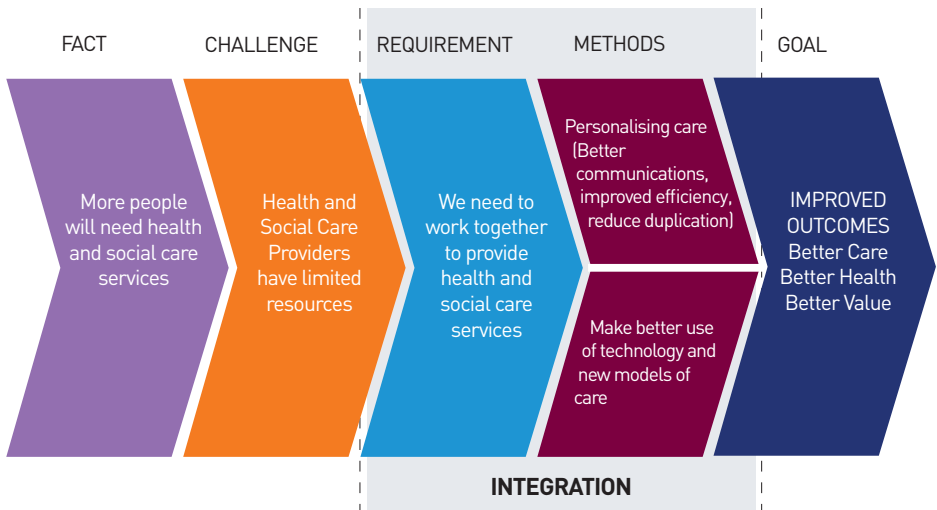 FACT
CHALLENGE
REQUIREMENT
METHODS
GOAL
More people
will need health
and social care
services
Health and
Social Care
Providers
have limited
resources
We need to
work together
to provide
health and
social care
services
Personalising care
(Better
communications,
improved efficiency,
reduce duplication)
Make better use
of technology and
new models of
care
IMPROVED
OUTCOMES
Better Care
Better Health
Better Value
INTEGRATION